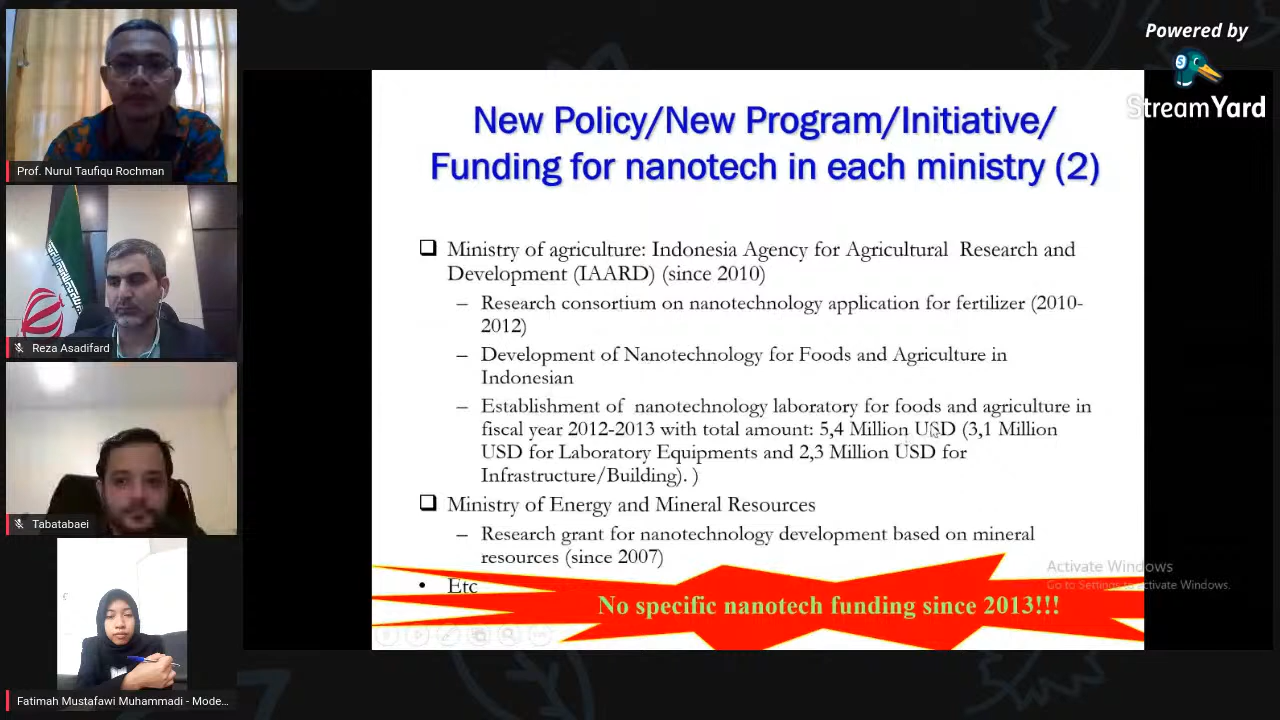 Powered by
StreamYard
Prof. Nurul Taufiqu Rochman
Reza Asadifard
Tabatabaei
Fatimah Mustafawi Muhammadi - Mode...
New Policy/New Program/Initiative/
Funding for nanotech in each ministry (2)
Ministry of agriculture: Indonesia Agency for Agricultural Research and
Development (IAARD) (since 2010)
– Research consortium on nanotechnology application for fertilizer (2010-
2012)
– Development of Nanotechnology for Foods and Agriculture in
Indonesian
– Establishment of nanotechnology laboratory for foods and agriculture in
fiscal year 2012-2013 with total amount: 5,4 Million USD (3,1 Million
USD for Laboratory Equipments and 2,3 Million USD for
Infrastructure/Building). )
Ministry of Energy and Mineral Resources
– Research grant for nanotechnology development based on mineral
resources (since 2007)
• Etc
No specific nanotech funding since 2013!!!
Activate Windows
Go to Settings to activate Windows.